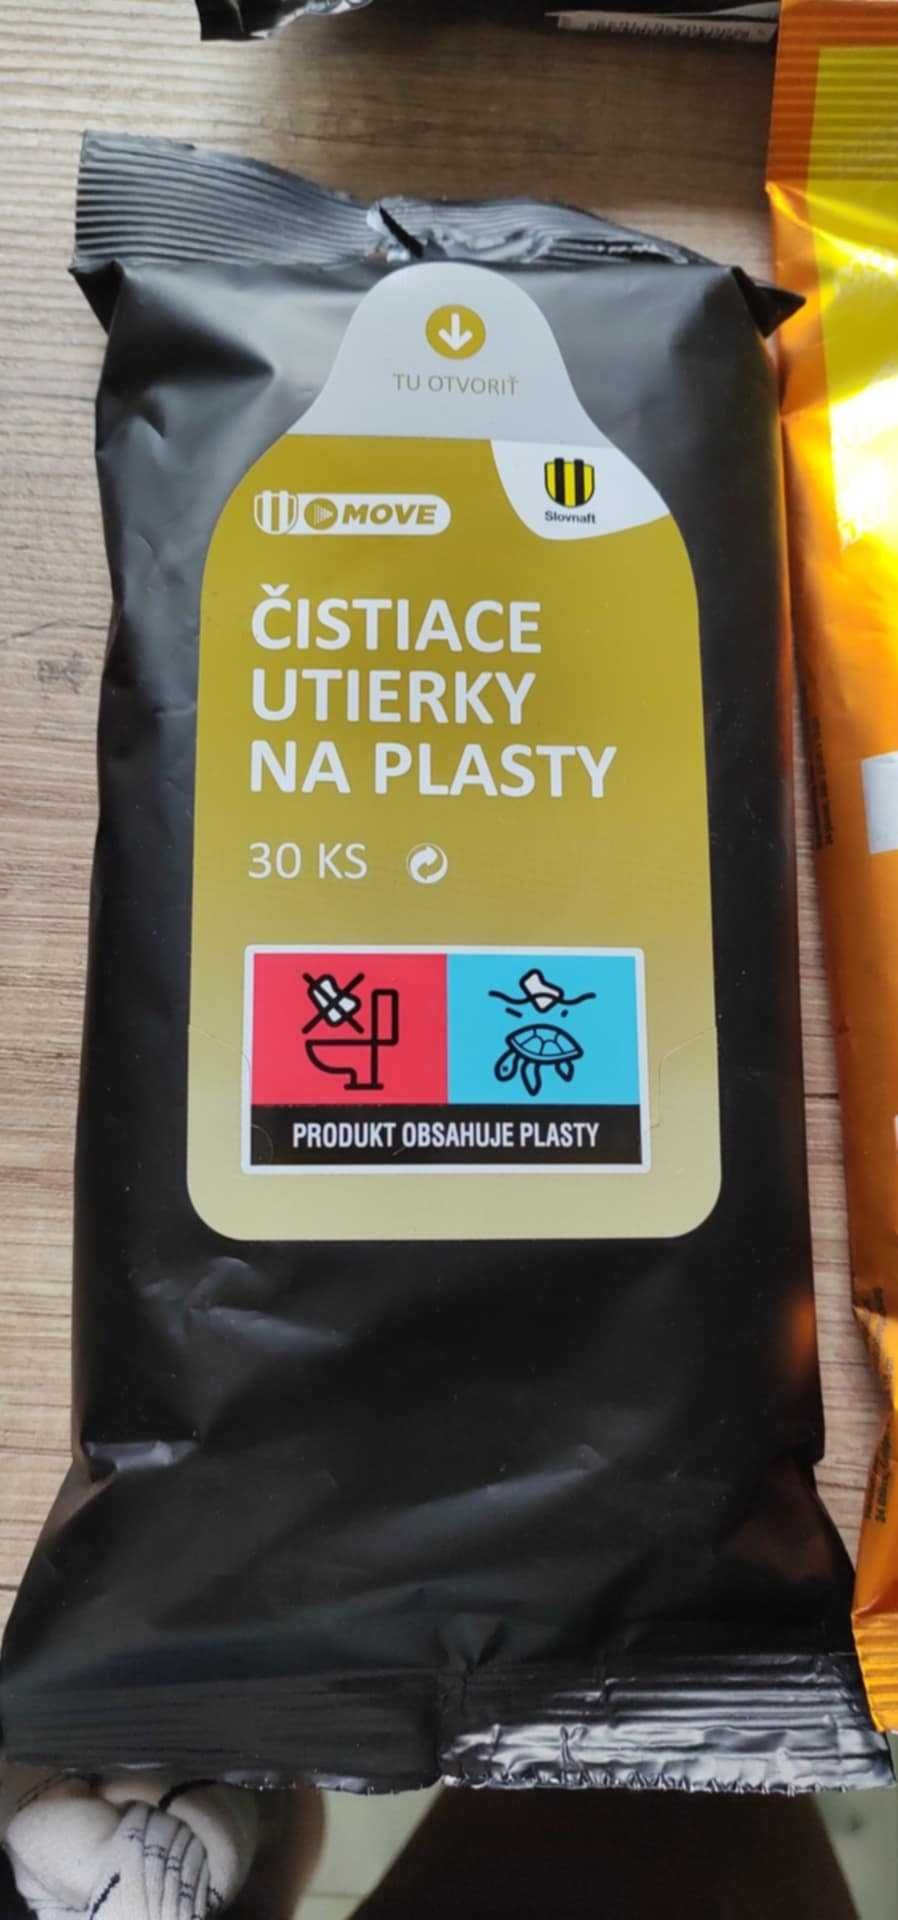 TU OTVORIŤ
MOVE
Slovnaft
ČISTIACE
UTIERKY
NA PLASTY
30 KS
PRODUKT OBSAHUJE PLASTY